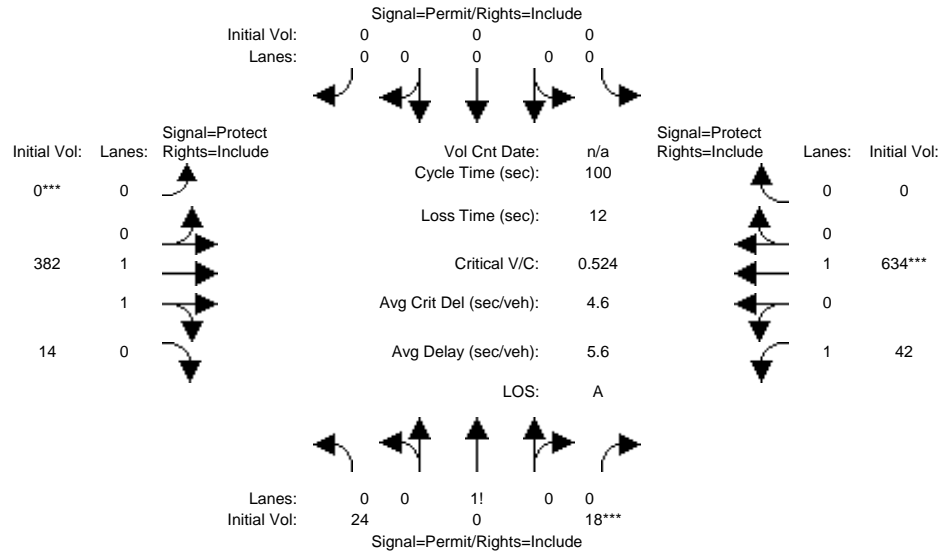 Signal=Permit/Rights=Include
Initial Vol: 0 0 0
Lanes: 0 0 0 0 0
Signal=Protect Signal=Protect
Initial Vol: Lanes: Rights=Include Vol Cnt Date: n/a Rights=Include Lanes: Initial Vol:
Cycle Time (sec): 100
0*** 0 0 0
Loss Time (sec): 12
0 0
382 1 Critical V/C: 0.524 1 634***
1 Avg Crit Del (sec/veh): 4.6 0
14 0 Avg Delay (sec/veh): 5.6 1 42
LOS: A
Lanes: 0 0 1! 0 0
Initial Vol: 24 0 18***
Signal=Permit/Rights=Include